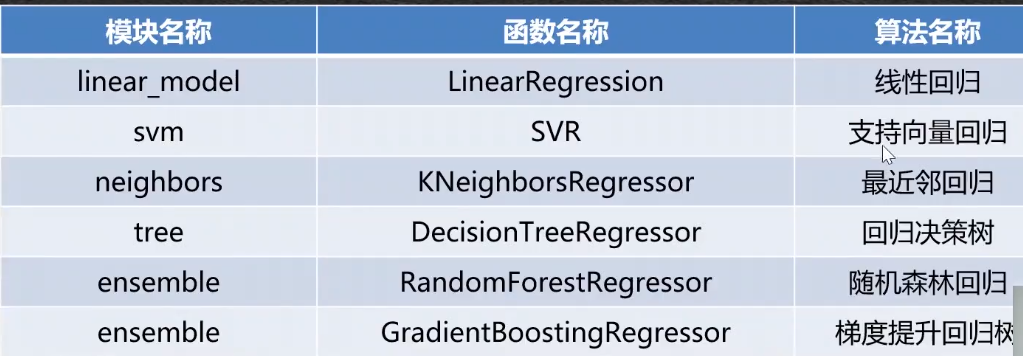 模块名称 函数名称 算法名称
linear_model LinearRegression 线性回归
svm SVR 支持向量回归
neighbors KNeighborsRegressor 最近邻回归
tree DecisionTreeRegressor 回归决策树
ensemble RandomForestRegressor 随机森林回归
ensemble GradientBoostingRegressor 梯度提升回归树